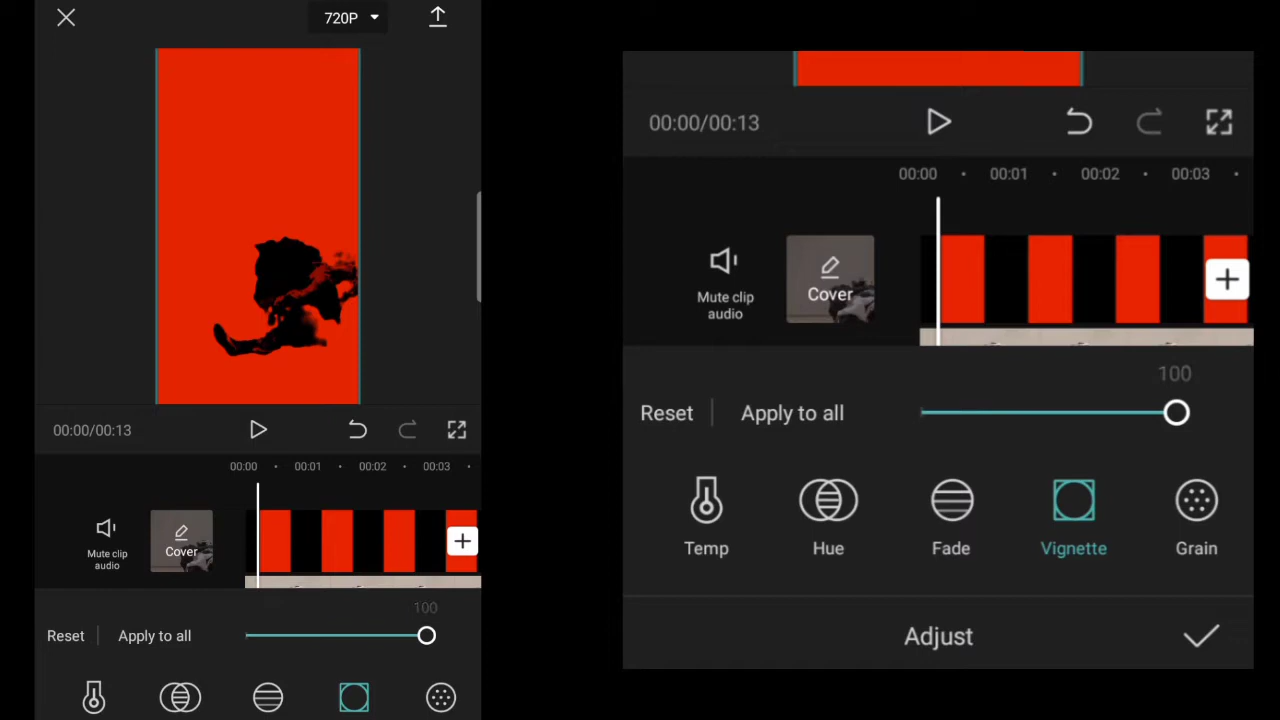 720P
00:00/00:13
00:00 00:01 00:02 00:03
Mute clip
audio
Cover
100
Reset Apply to all
00:00/00:13
00:00 00:01 00:02 00:03
Mute clip
audio
Cover
100
Reset Apply to all
Temp Hue Fade Vignette Grain
Adjust